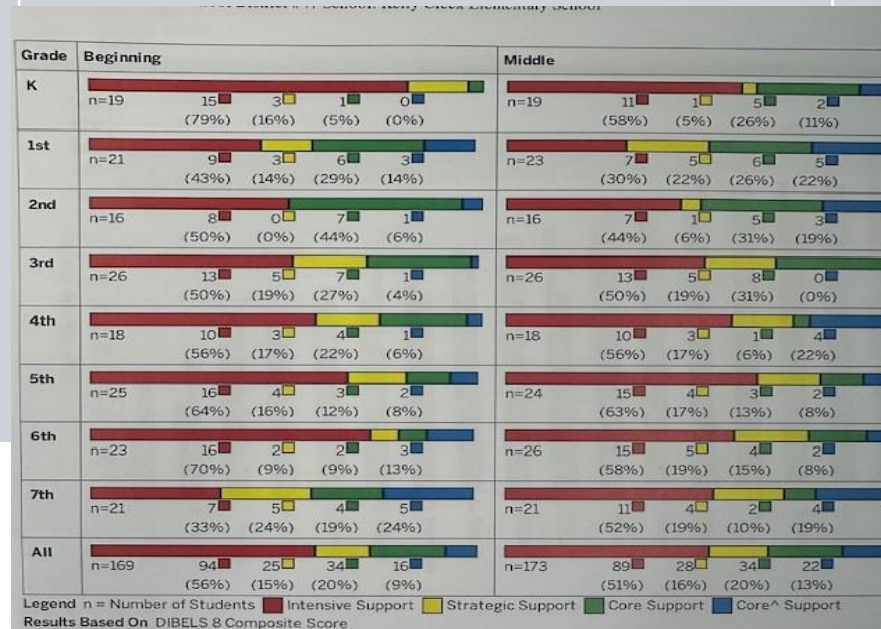 School: Kelly Creek Elementary School
Grade Beginning Middle
K
n=19 15 3 1 0 n=19 11 1 5 2
(79%) (16%) (5%) (0%) (58%) (5%) (26%) (11%)
1st
n=21 9 3 6 3 n=23 7 5 6 5
(43%) (14%) (29%) (14%) (30%) (22%) (26%) (22%)
2nd
n=16 8 0 7 1 n=16 7 1 5 3
(50%) (0%) (44%) (6%) (44%) (6%) (31%) (19%)
3rd
n=26 13 5 7 1 n=26 13 5 8 0
(50%) (19%) (27%) (4%) (50%) (19%) (31%) (0%)
4th
n=18 10 3 4 1 n=18 10 3 1 4
(56%) (17%) (22%) (6%) (56%) (17%) (6%) (22%)
5th
n=25 16 4 3 2 n=24 15 4 3 2
(64%) (16%) (12%) (8%) (63%) (17%) (13%) (8%)
6th
n=23 16 2 2 3 n=26 15 5 4 2
(70%) (9%) (9%) (13%) (58%) (19%) (15%) (8%)
7th
n=21 7 5 4 5 n=21 11 4 2 4
(33%) (24%) (19%) (24%) (52%) (19%) (10%) (19%)
All
n=169 94 25 34 16 n=173 89 28 34 22
(56%) (15%) (20%) (9%) (51%) (16%) (20%) (13%)
Legend n = Number of Students Intensive Support Strategic Support Core Support Core^ Support
Results Based On DIBELS 8 Composite Score